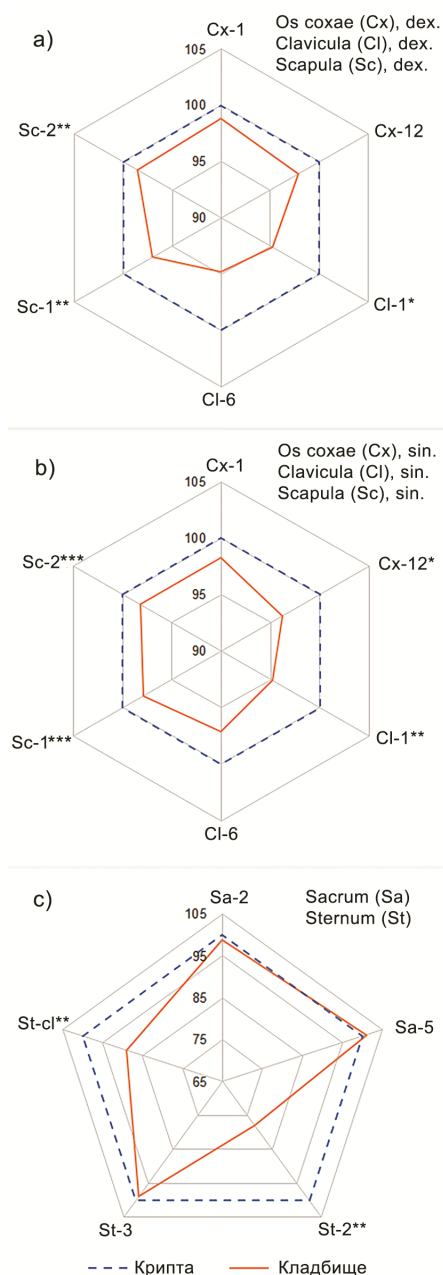 a)
Os coxae (Cx), dex.
Clavicula (Cl), dex.
Scapula (Sc), dex.
Cx-1
105
100
95
90
Sc-2**
Cx-12
Sc-1**
Cl-1*
Cl-6
b)
Os coxae (Cx), sin.
Clavicula (Cl), sin.
Scapula (Sc), sin.
Cx-1
105
100
95
90
Sc-2***
Cx-12*
Sc-1***
Cl-1**
Cl-6
c)
Sacrum (Sa)
Sternum (St)
Sa-2
105
95
85
75
65
St-cl**
Sa-5
St-3
St-2**
Крипта
Кладбище